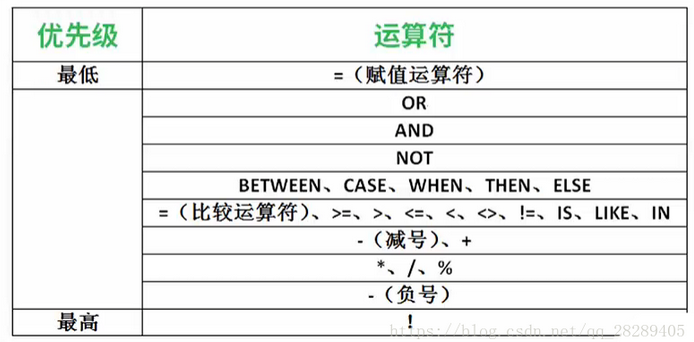 优先级 运算符
最低 =（赋值运算符）
OR
AND
NOT
BETWEEN、CASE、WHEN、THEN、ELSE
=（比较运算符）、>=、>、<=、<、<>、!=、IS、LIKE、IN
-（减号）、+
*、/、%
-（负号）
最高 !
https://blog.csdn.net/qq_28289405